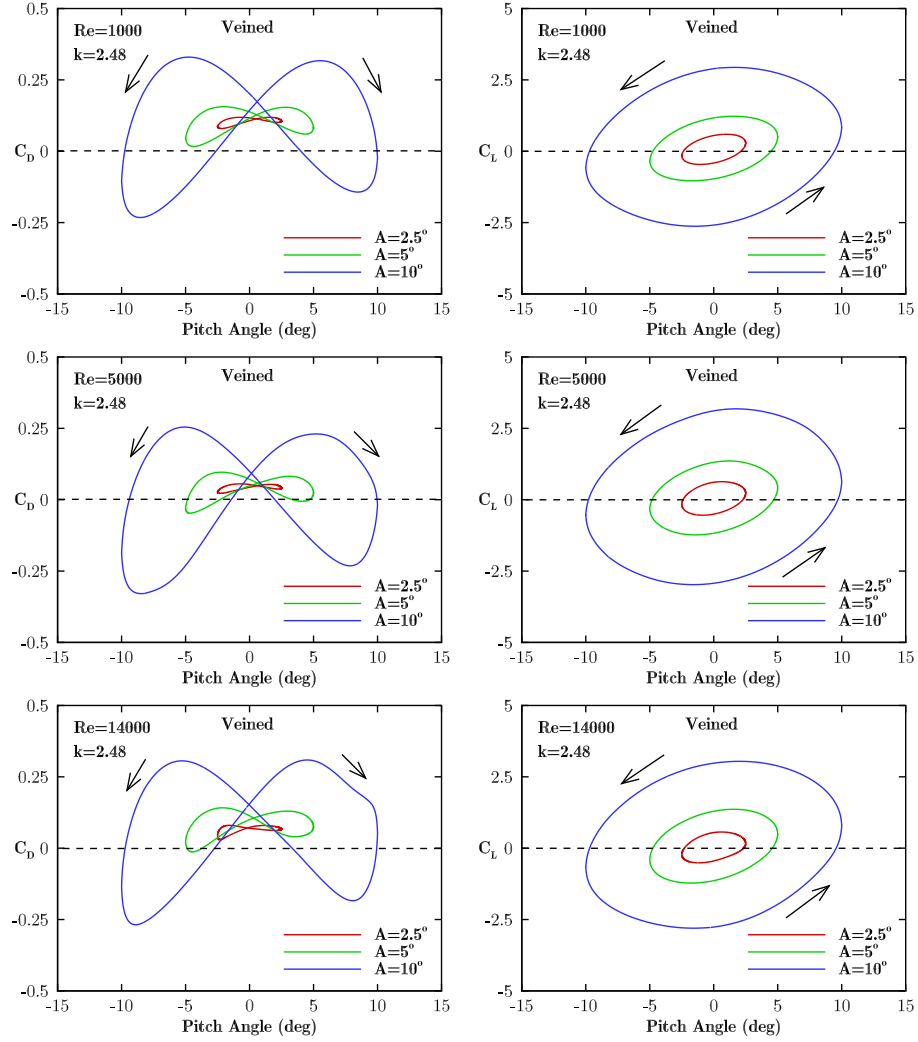 0.5
0.25
C_D 0
-0.25
-0.5
Re=1000
k=2.48
Veined
A=2.5°
A=5°
A=10°
-15 -10 -5 0 5 10 15
Pitch Angle (deg)
5
2.5
C_L 0
-2.5
-5
Re=1000
k=2.48
Veined
A=2.5°
A=5°
A=10°
-15 -10 -5 0 5 10 15
Pitch Angle (deg)
0.5
0.25
C_D 0
-0.25
-0.5
Re=5000
k=2.48
Veined
A=2.5°
A=5°
A=10°
-15 -10 -5 0 5 10 15
Pitch Angle (deg)
5
2.5
C_L 0
-2.5
-5
Re=5000
k=2.48
Veined
A=2.5°
A=5°
A=10°
-15 -10 -5 0 5 10 15
Pitch Angle (deg)
0.5
0.25
C_D 0
-0.25
-0.5
Re=14000
k=2.48
Veined
A=2.5°
A=5°
A=10°
-15 -10 -5 0 5 10 15
Pitch Angle (deg)
5
2.5
C_L 0
-2.5
-5
Re=14000
k=2.48
Veined
A=2.5°
A=5°
A=10°
-15 -10 -5 0 5 10 15
Pitch Angle (deg)